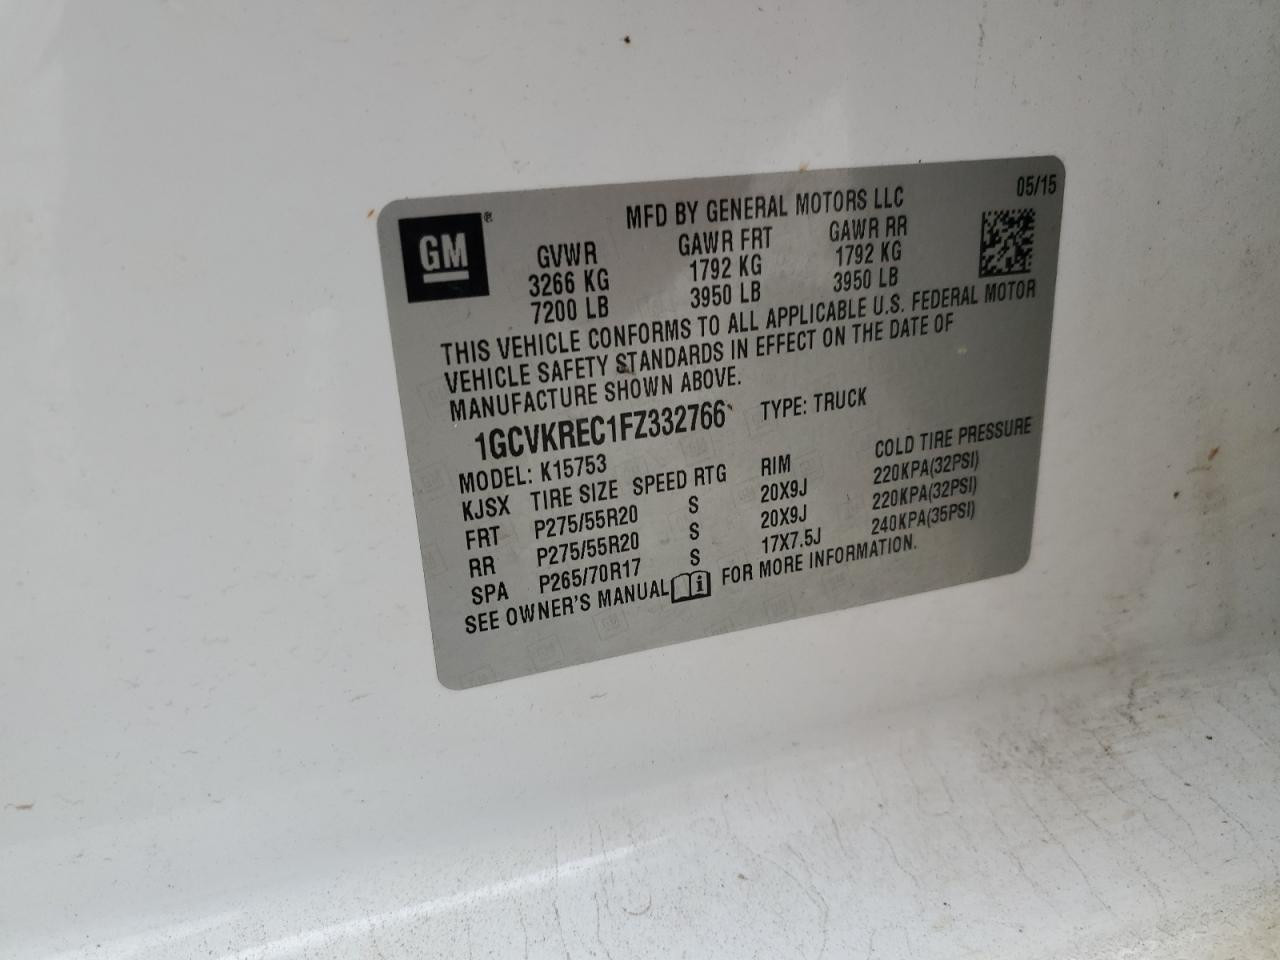 GM®
MFD BY GENERAL MOTORS LLC 05/15
GVWR GAWR FRT GAWR RR
3266 KG 1792 KG 1792 KG
7200 LB 3950 LB 3950 LB
THIS VEHICLE CONFORMS TO ALL APPLICABLE U.S. FEDERAL MOTOR
VEHICLE SAFETY STANDARDS IN EFFECT ON THE DATE OF
MANUFACTURE SHOWN ABOVE.
1GCVKREC1FZ332766 TYPE: TRUCK
MODEL: K15753
KJSX TIRE SIZE SPEED RTG RIM COLD TIRE PRESSURE
FRT P275/55R20 S 20X9J 220KPA(32PSI)
RR P275/55R20 S 20X9J 220KPA(32PSI)
SPA P265/70R17 S 17X7.5J 240KPA(35PSI)
SEE OWNER'S MANUAL FOR MORE INFORMATION.